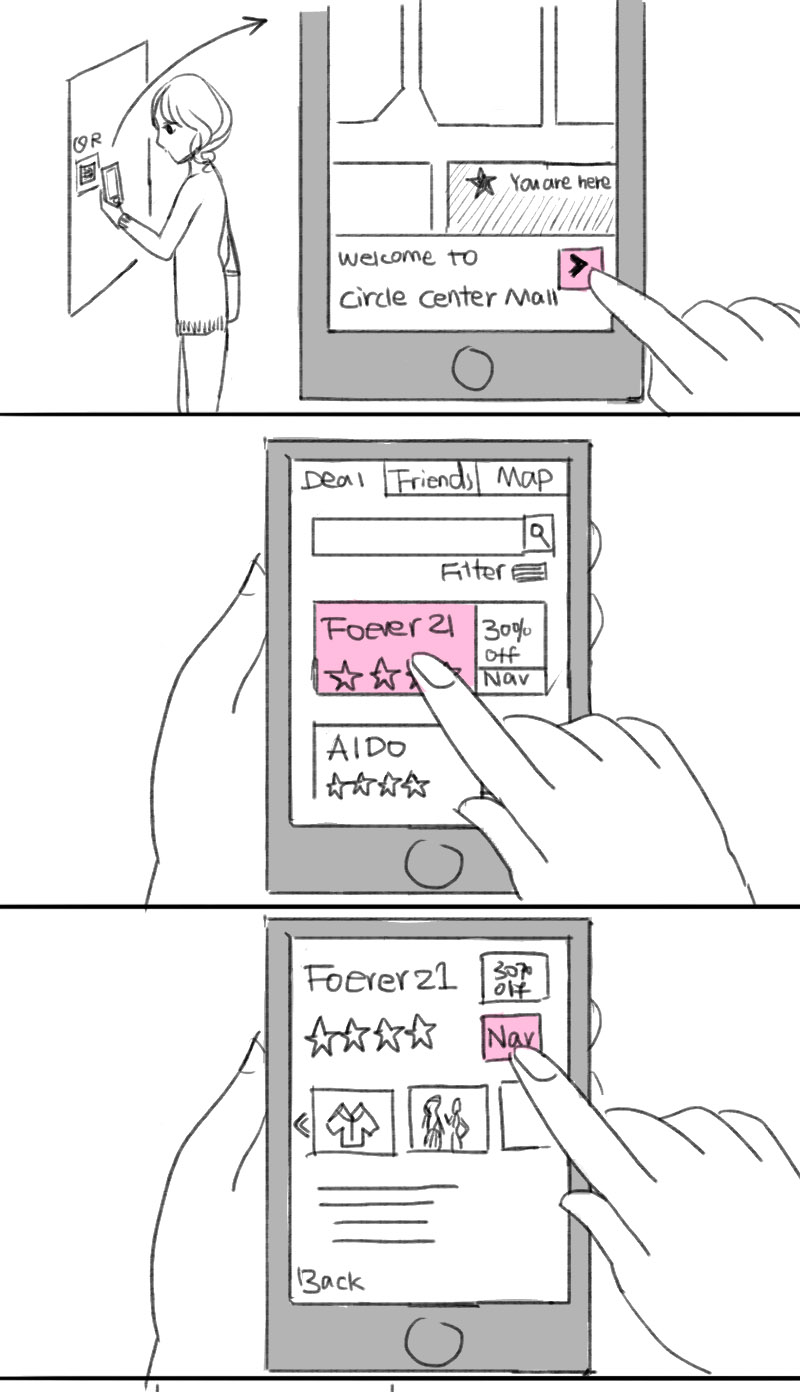 QR
You are here
Welcome to
Circle Center Mall
Deal Friends Map
Filter
Foever 21
30%
Off
Nav
AIDO
Foerer 21
30%
Off
Nav
Back